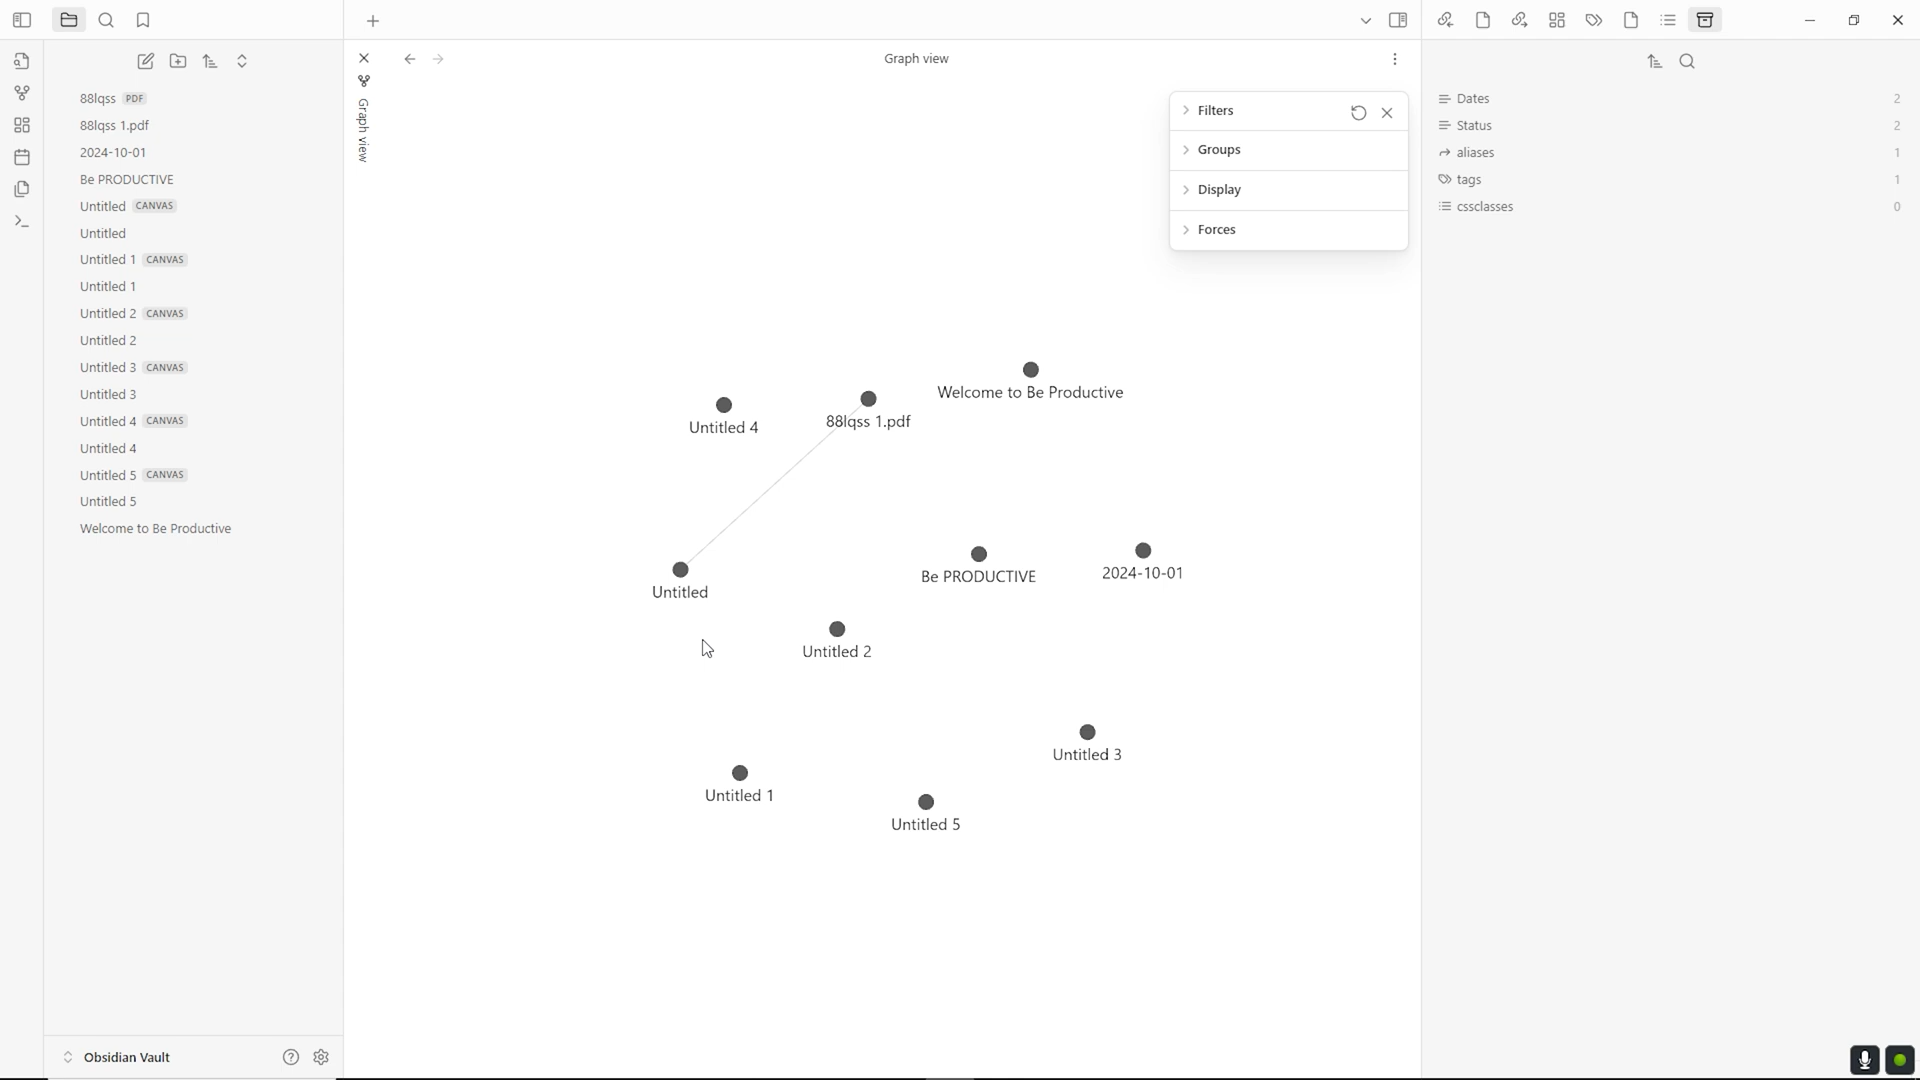 88lqss PDF
88lqss 1.pdf
2024-10-01
Be PRODUCTIVE
Untitled CANVAS
Untitled
Untitled 1 CANVAS
Untitled 1
Untitled 2 CANVAS
Untitled 2
Untitled 3 CANVAS
Untitled 3
Untitled 4 CANVAS
Untitled 4
Untitled 5 CANVAS
Untitled 5
Welcome to Be Productive
Obsidian Vault
Graph view
Graph view
Filters
Groups
Display
Forces
Welcome to Be Productive
Untitled 4
88lqss 1.pdf
Untitled
Be PRODUCTIVE
2024-10-01
Untitled 2
Untitled 3
Untitled 1
Untitled 5
Dates 2
Status 2
aliases 1
tags 1
cssclasses 0